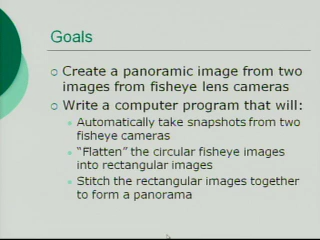 Goals
Create a panoramic image from two
images from fisheye lens cameras
Write a computer program that will:
Automatically take snapshots from two
fisheye cameras
"Flatten" the circular fisheye images
into rectangular images
Stitch the rectangular images together
to form a panorama